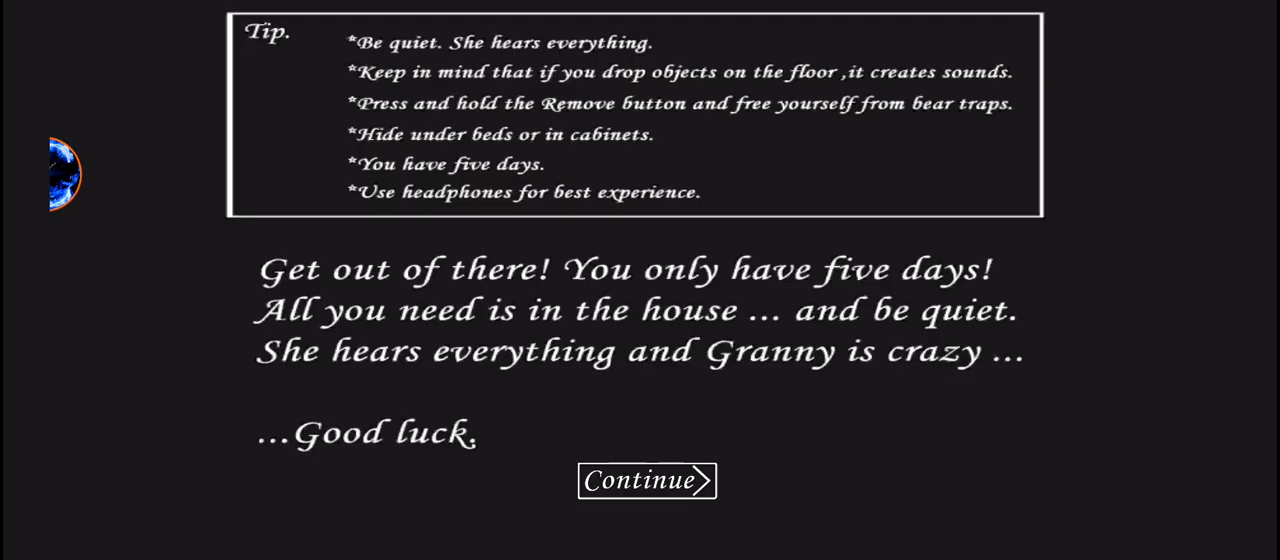 Tip.
*Be quiet. She hears everything.
*Keep in mind that if you drop objects on the floor ,it creates sounds.
*Press and hold the Remove button and free yourself from bear traps.
*Hide under beds or in cabinets.
*You have five days.
*Use headphones for best experience.
Get out of there! You only have five days!
All you need is in the house ... and be quiet.
She hears everything and Granny is crazy ...
...Good luck.
Continue>